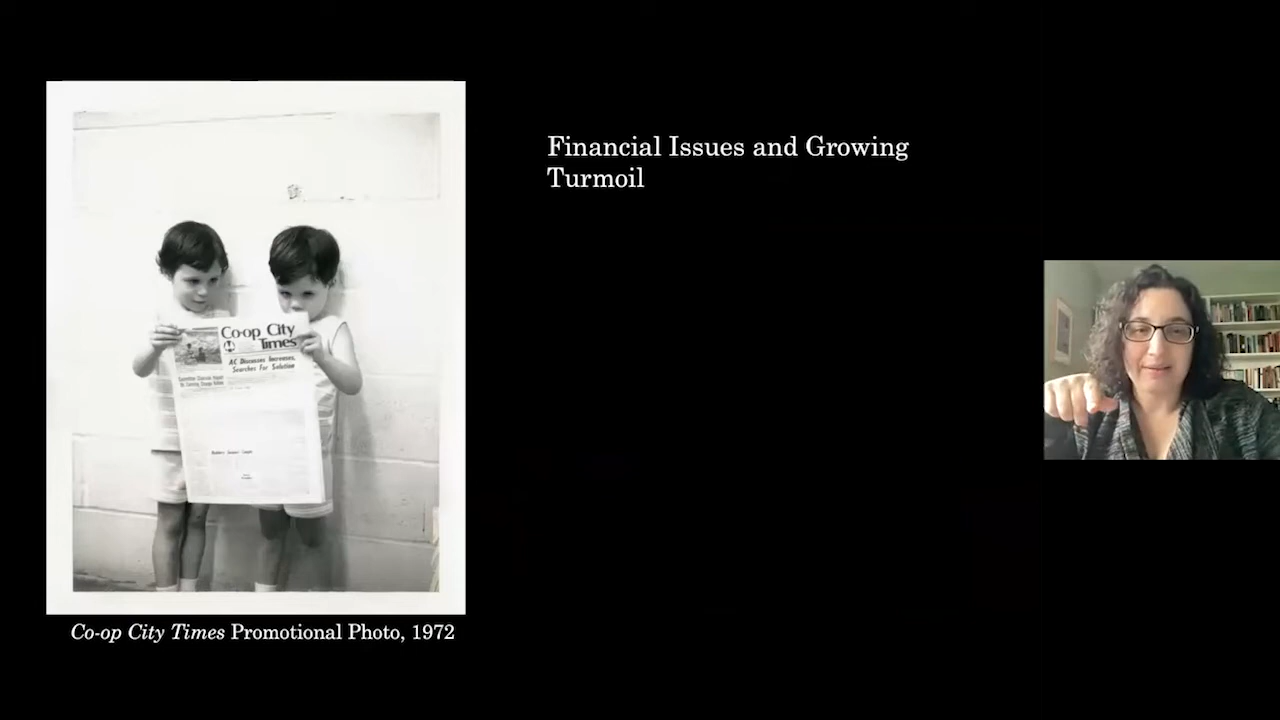 Financial Issues and Growing
Turmoil
Co-op City
Times
AC Discusses Increases,
Searches For Solution
Co-op City Times Promotional Photo, 1972